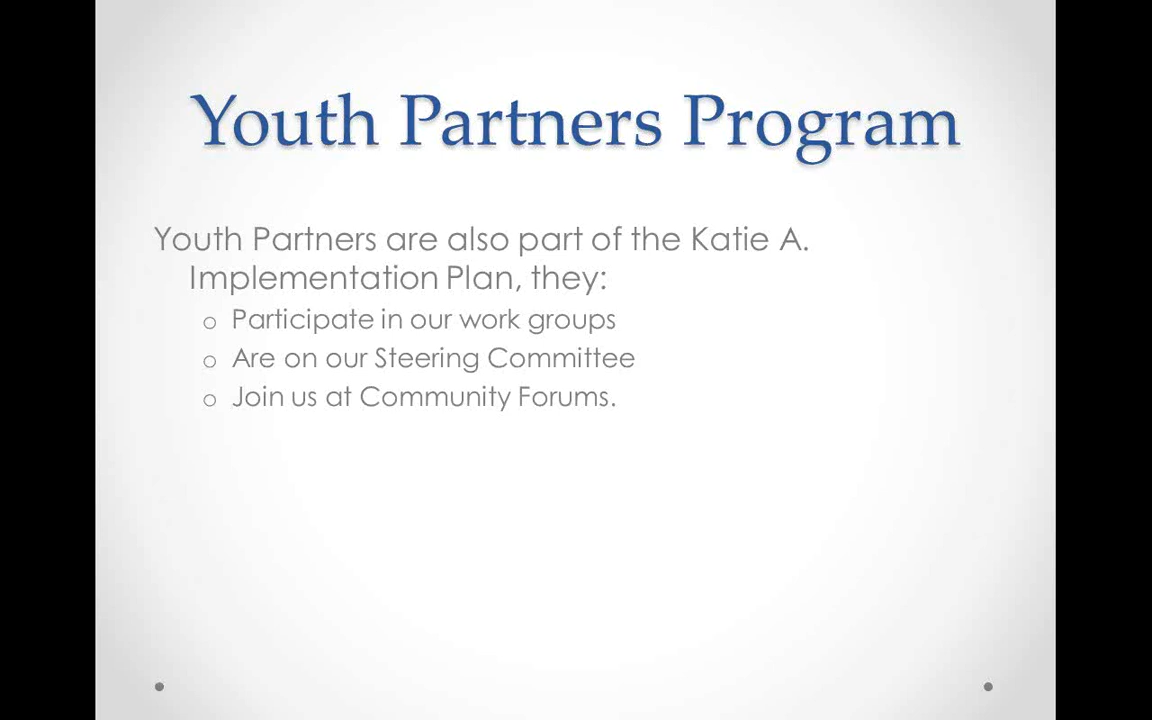 Youth Partners Program
Youth Partners are also part of the Katie A.
Implementation Plan, they:
o Participate in our work groups
o Are on our Steering Committee
o Join us at Community Forums.